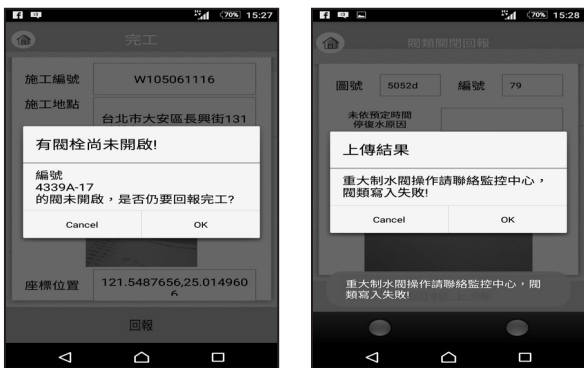 70% 15:27
完工
施工編號
W105061116
施工地點
台北市大安區長興街131
有閥栓尚未開啟!
編號
4339A-17
的閥未開啟，是否仍要回報完工?
Cancel
OK
座標位置
121.5487656,25.014960
6
回報
70% 15:28
閥類關閉回報
圖號
5052d
編號
79
未依預定時間
停復水原因
上傳結果
重大制水閥操作請聯絡監控中心，
閥類寫入失敗!
Cancel
OK
重大制水閥操作請聯絡監控中心，閥
類寫入失敗!